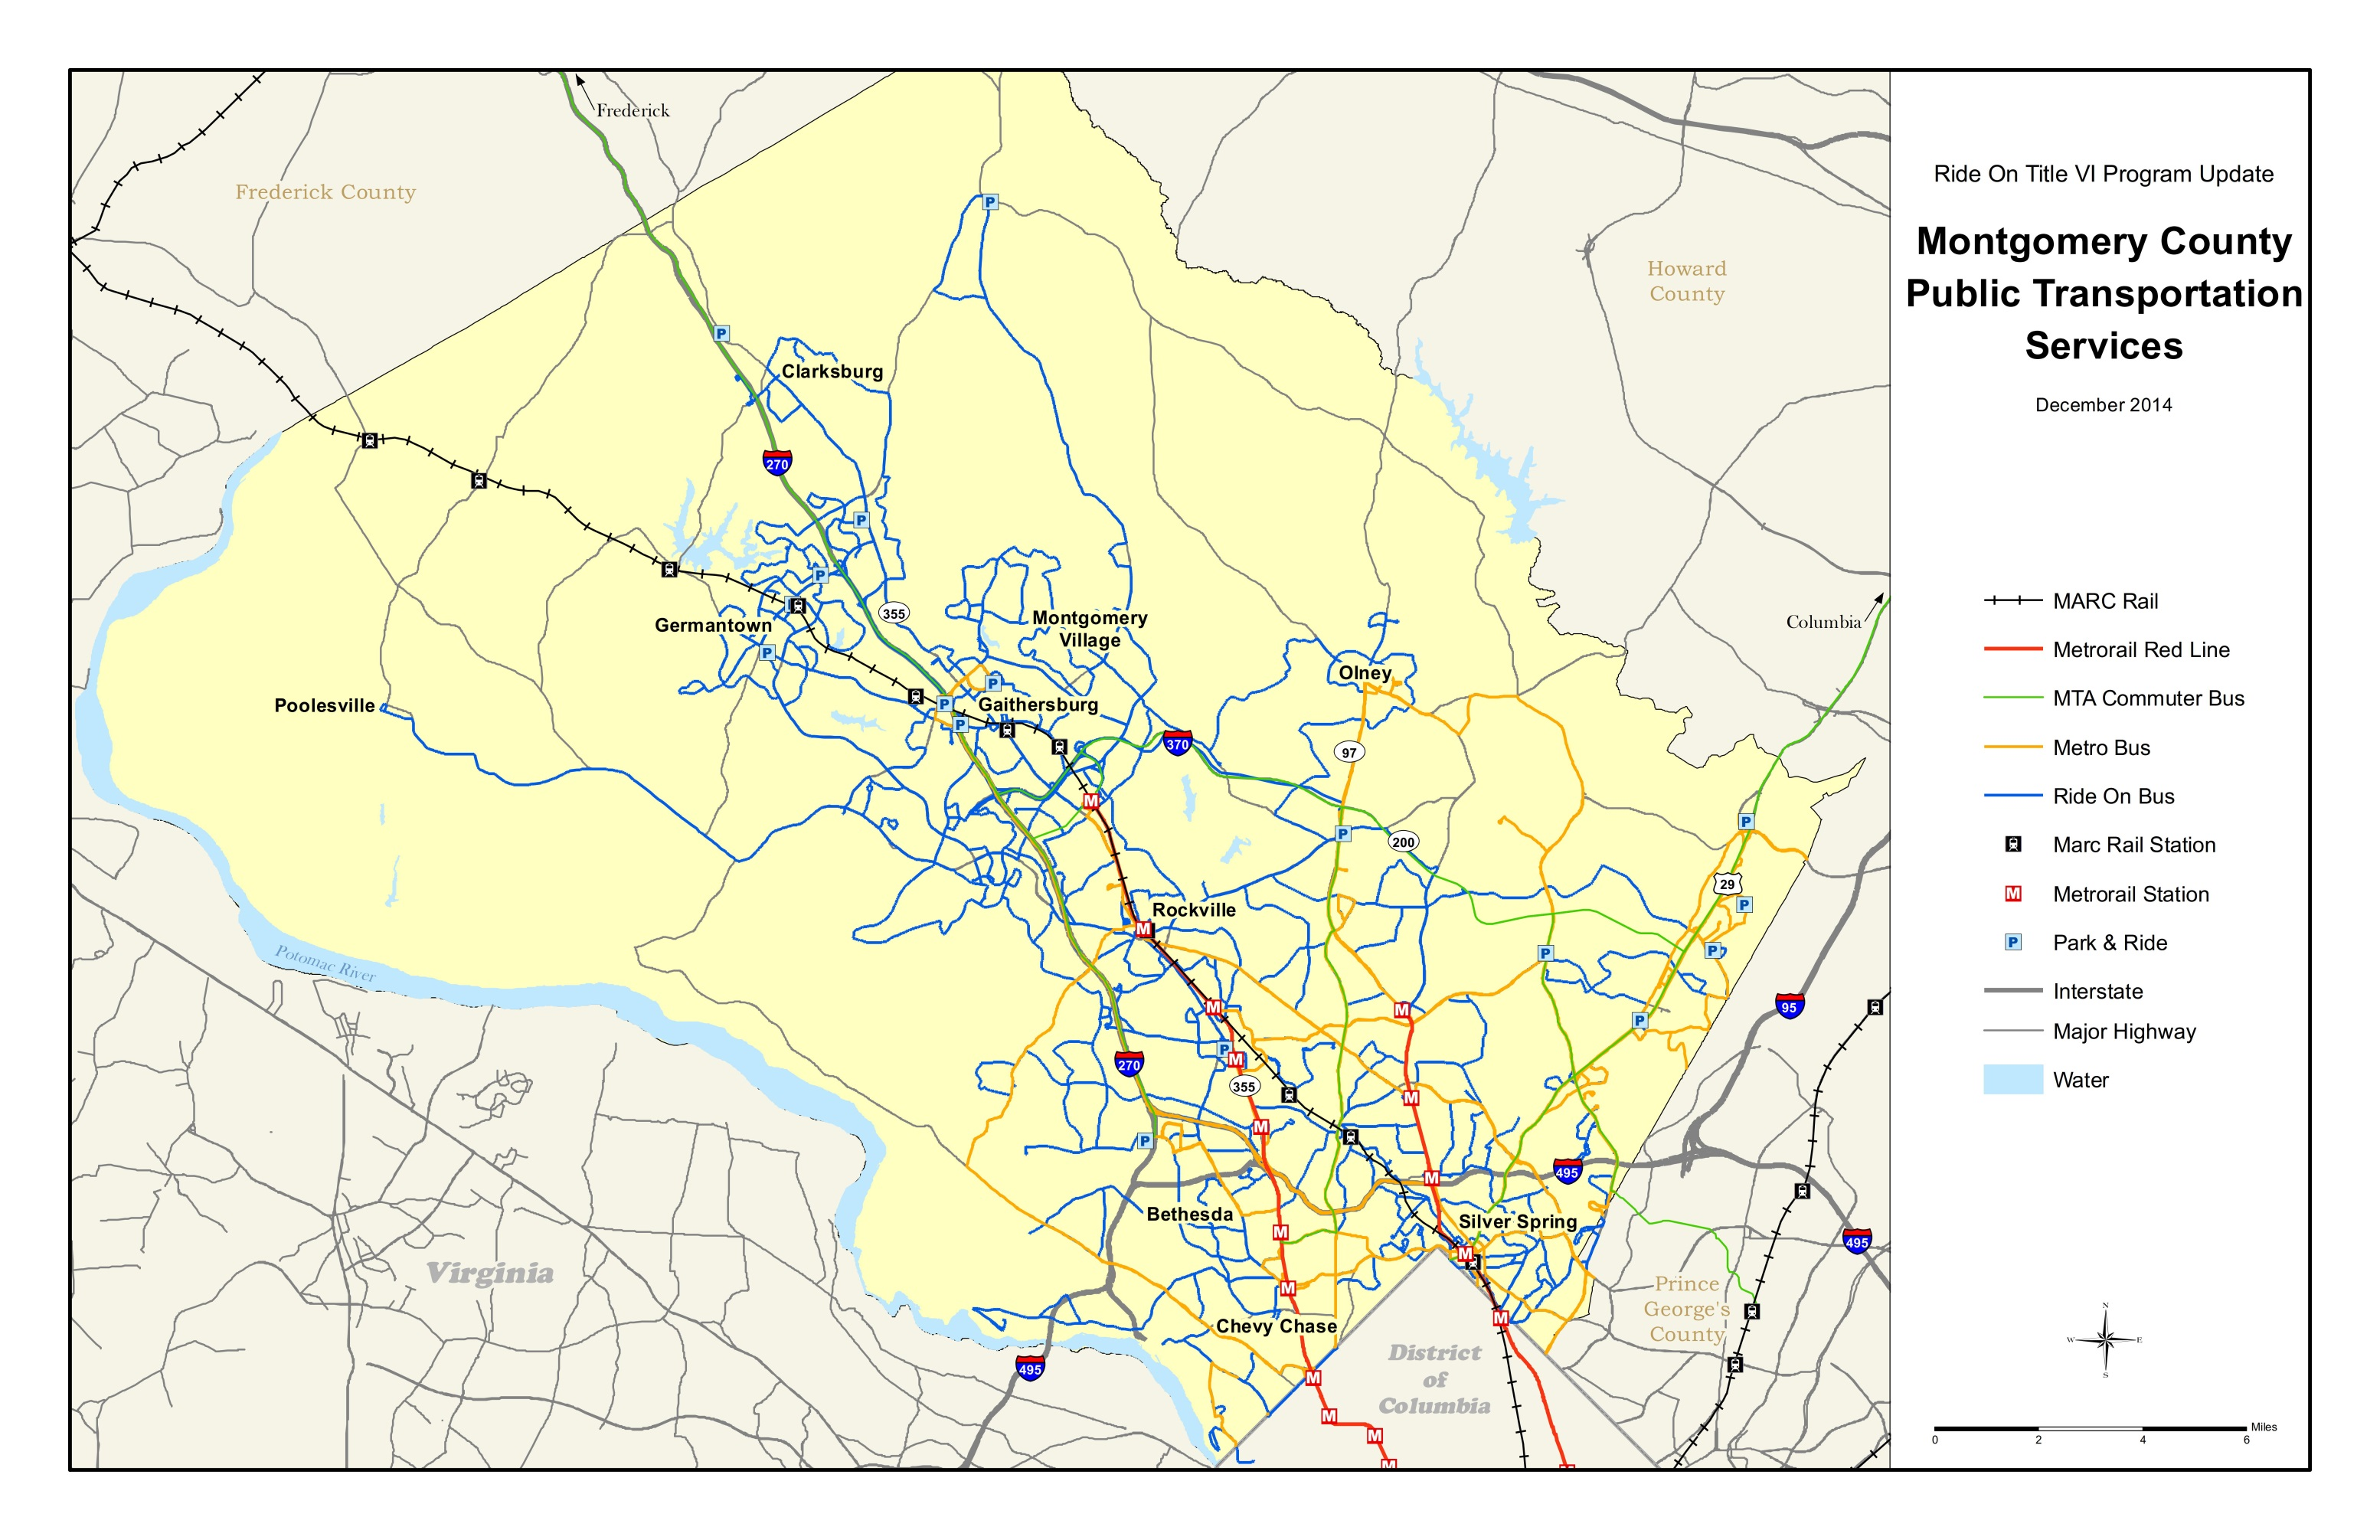 Ride On Title VI Program Update
Montgomery County
Public Transportation
Services
December 2014
MARC Rail
Metrorail Red Line
MTA Commuter Bus
Metro Bus
Ride On Bus
Marc Rail Station
M
Metrorail Station
P
Park & Ride
Interstate
Major Highway
Water
N
W
E
S
0
2
4
6
Miles
Frederick
Frederick County
Howard
County
P
P
Clarksburg
270
P
P
355
Columbia
Germantown
P
Montgomery
Village
Olney
Poolesville
P
P
Gaithersburg
P
370
97
M
P
P
200
29
P
Rockville
M
P
P
Potomac River
M
M
95
P
P
M
270
355
M
M
P
495
M
Bethesda
Silver Spring
M
495
M
Virginia
M
Prince
George's
County
M
Chevy Chase
District
of
Columbia
495
M
M
M
M